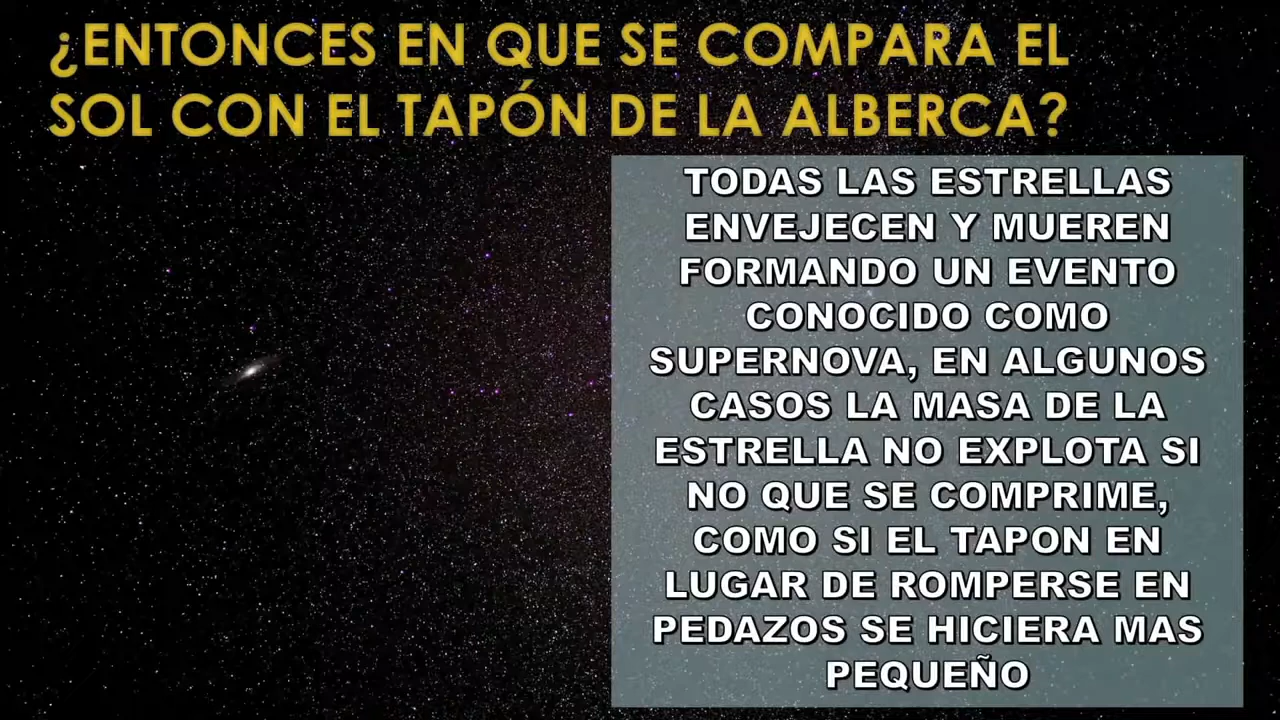 ¿ENTONCES EN QUE SE COMPARA EL
SOL CON EL TAPÓN DE LA ALBERCA?
TODAS LAS ESTRELLAS
ENVEJECEN Y MUEREN
FORMANDO UN EVENTO
CONOCIDO COMO
SUPERNOVA, EN ALGUNOS
CASOS LA MASA DE LA
ESTRELLA NO EXPLOTA SI
NO QUE SE COMPRIME,
COMO SI EL TAPON EN
LUGAR DE ROMPERSE EN
PEDAZOS SE HICIERA MAS
PEQUEÑO